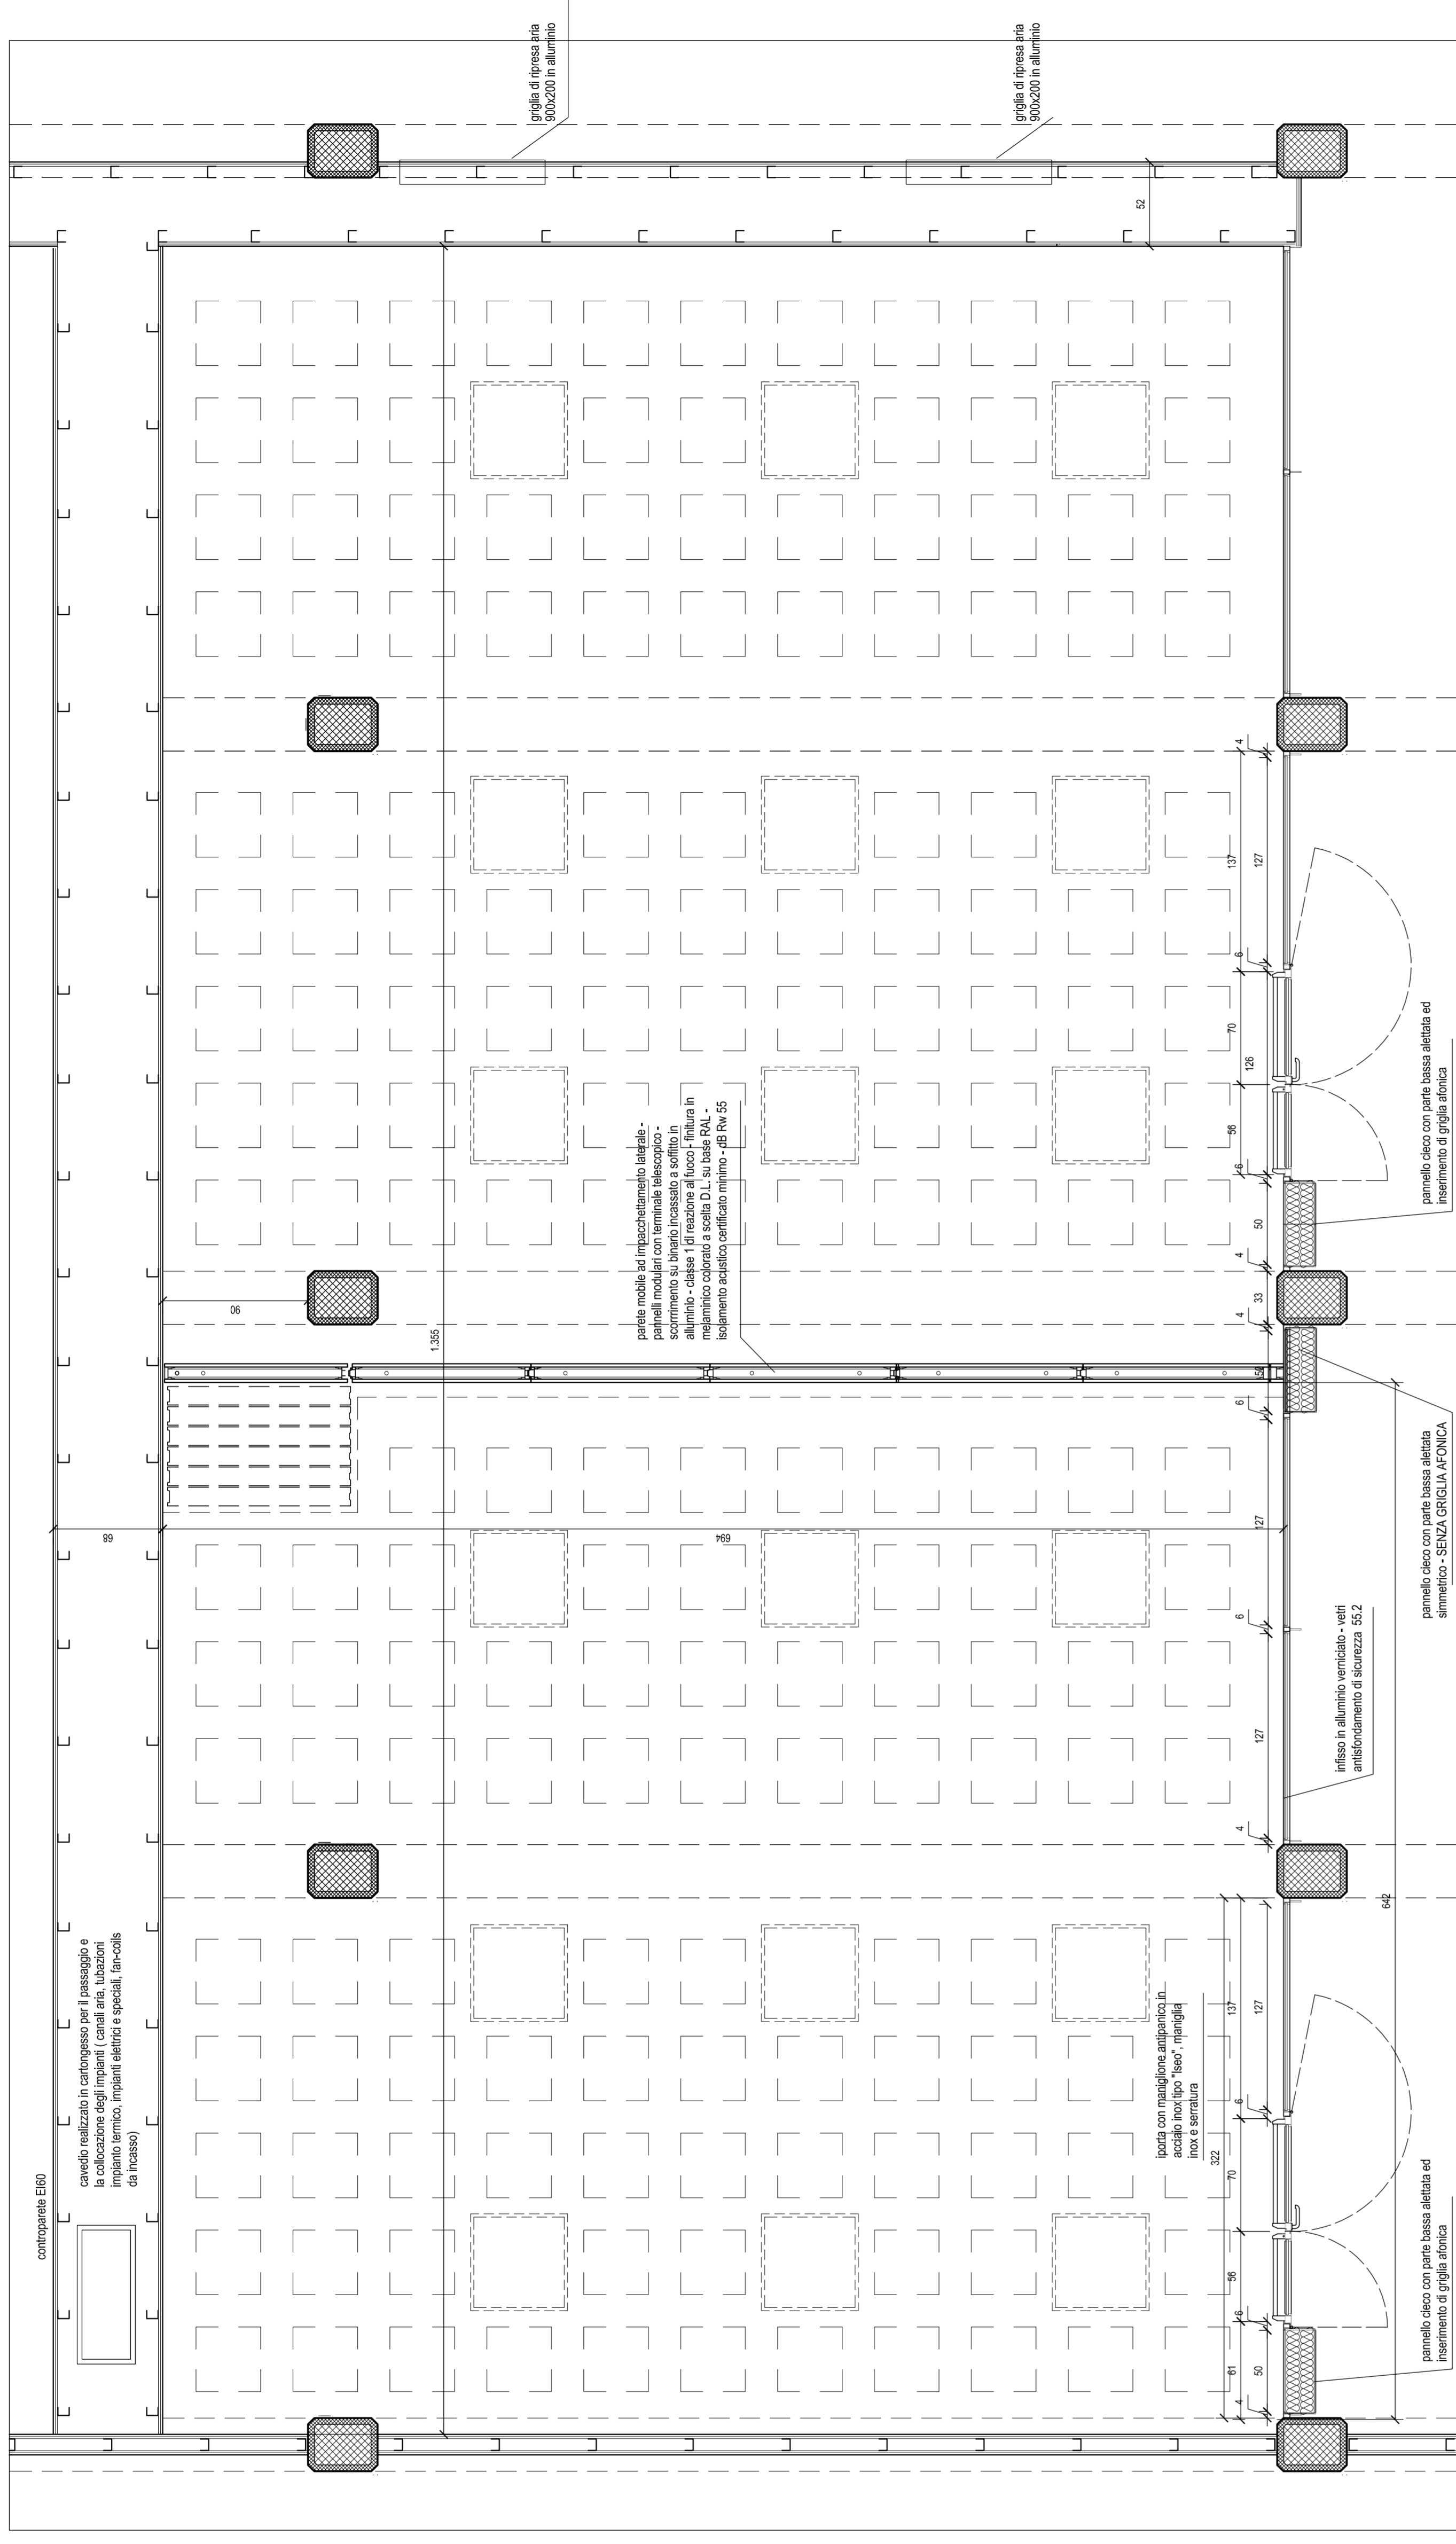 controparete EI60
cavedio realizzato in cartongesso per il passaggio e
la collocazione degli impianti ( canali aria, tubazioni
impianto termico, impianti elettrici e speciali, fan-coils
da incasso)
68
90
694
1.355
parete mobile ad impacchettamento laterale -
pannelli modulari con terminale telescopico -
scorrimento su binario incassato a soffitto in
alluminio - classe 1 di reazione al fuoco - finitura in
melaminico colorato a scelta D.L. su base RAL -
isolamento acustico certificato minimo - dB Rw 55
griglia di ripresa aria
900x200 in alluminio
griglia di ripresa aria
900x200 in alluminio
52
iporta con maniglione antipanico in
acciaio inox tipo "Iseo", maniglia
inox e serratura
322
61
6
56
70
6
137
4
50
127
4
127
6
127
6
4
33
4
50
6
56
126
70
6
137
127
4
642
infisso in alluminio verniciato - vetri
antisfondamento di sicurezza 55.2
pannello cieco con parte bassa alettata ed
inserimento di griglia afonica
pannello cieco con parte bassa alettata
simmetrico - SENZA GRIGLIA AFONICA
pannello cieco con parte bassa alettata ed
inserimento di griglia afonica